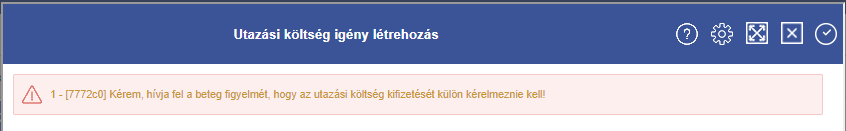 Utazási költség igény létrehozás
1 - [7772c0] Kérem, hívja fel a beteg figyelmét, hogy az utazási költség kifizetését külön kérelmeznie kell!